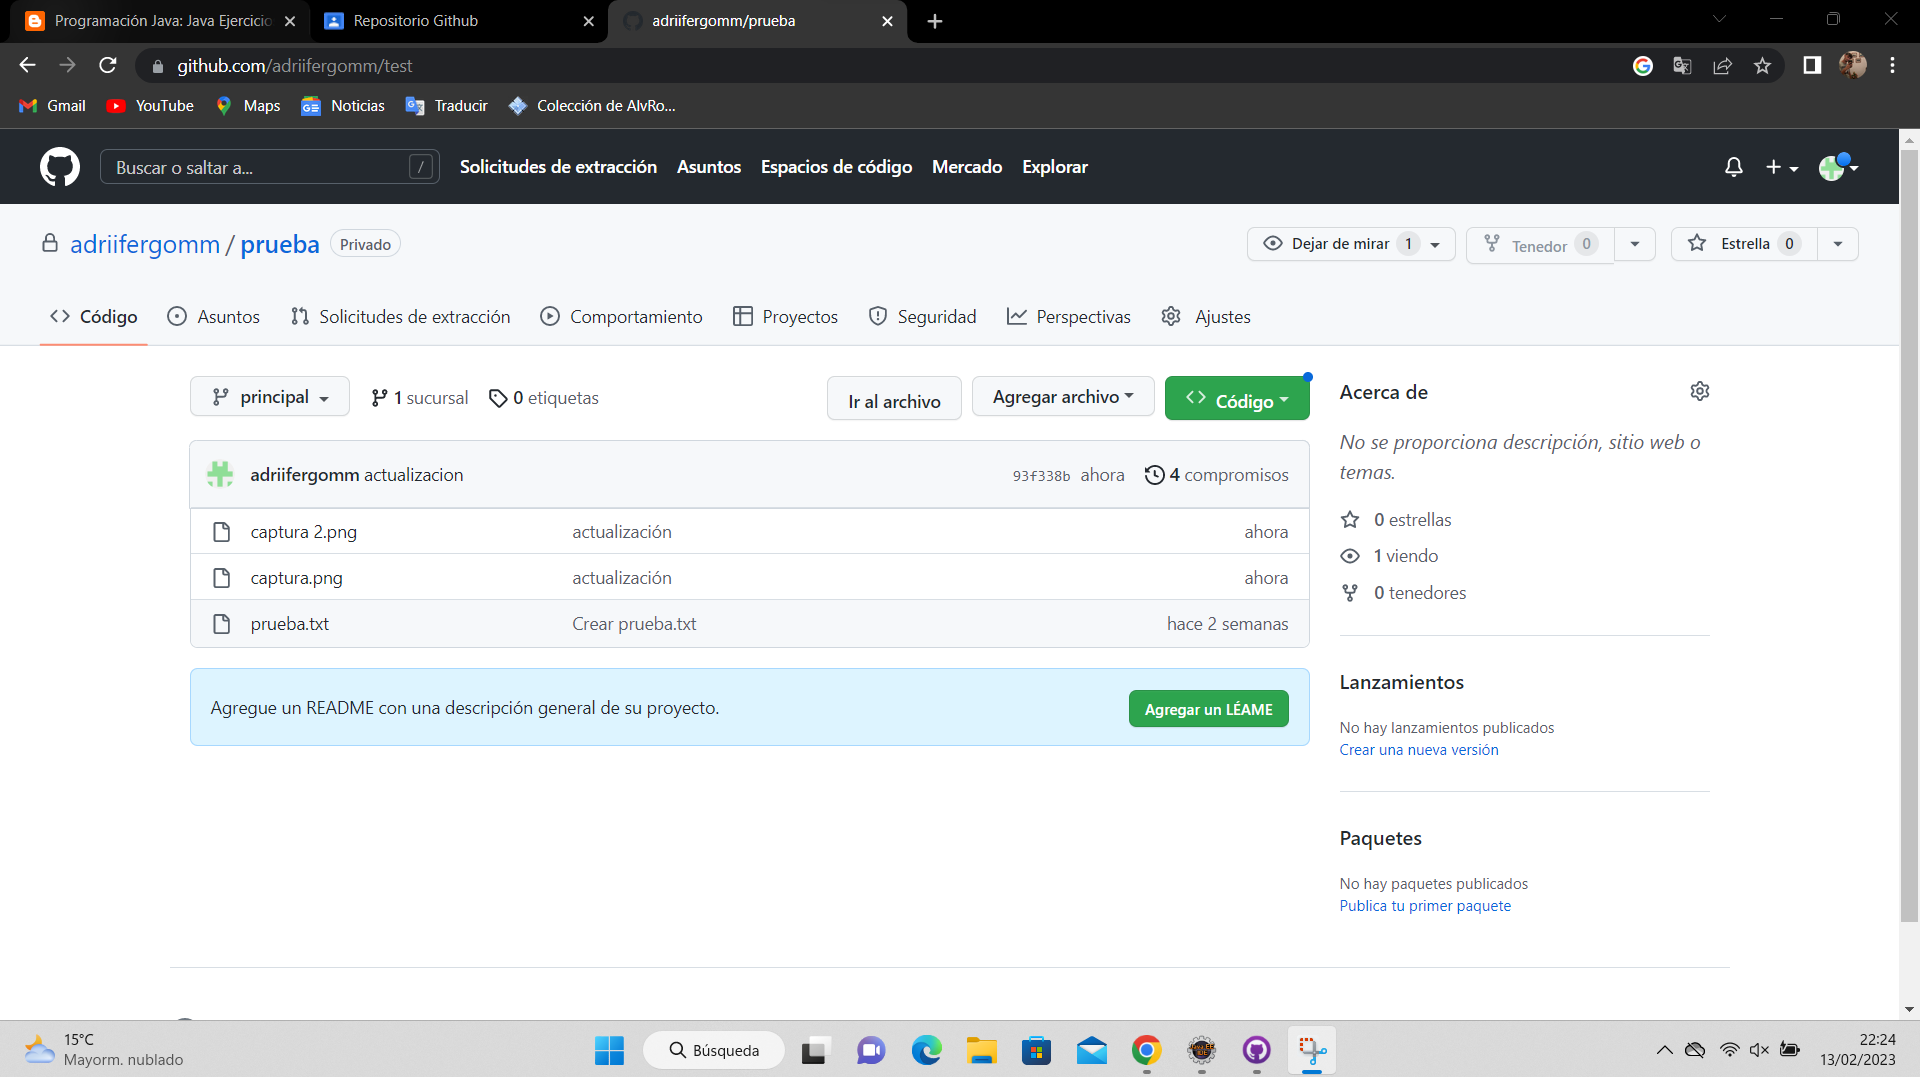 Programación Java: Java Ejercicio
Repositorio Github
adriifergomm/prueba
github.com/adriifergomm/test
Gmail
YouTube
Maps
Noticias
Traducir
Colección de AlvRo...
Buscar o saltar a...
/
Solicitudes de extracción
Asuntos
Espacios de código
Mercado
Explorar
adriifergomm / prueba
Privado
Dejar de mirar 1
Tenedor 0
Estrella 0
Código
Asuntos
Solicitudes de extracción
Comportamiento
Proyectos
Seguridad
Perspectivas
Ajustes
principal
1 sucursal
0 etiquetas
Ir al archivo
Agregar archivo
Código
adriifergomm actualizacion
93f338b ahora
4 compromisos
captura 2.png
actualización
ahora
captura.png
actualización
ahora
prueba.txt
Crear prueba.txt
hace 2 semanas
Agregue un README con una descripción general de su proyecto.
Agregar un LÉAME
Acerca de
No se proporciona descripción, sitio web o
temas.
0 estrellas
1 viendo
0 tenedores
Lanzamientos
No hay lanzamientos publicados
Crear una nueva versión
Paquetes
No hay paquetes publicados
Publica tu primer paquete
15°C
Mayorm. nublado
Búsqueda
22:24
13/02/2023